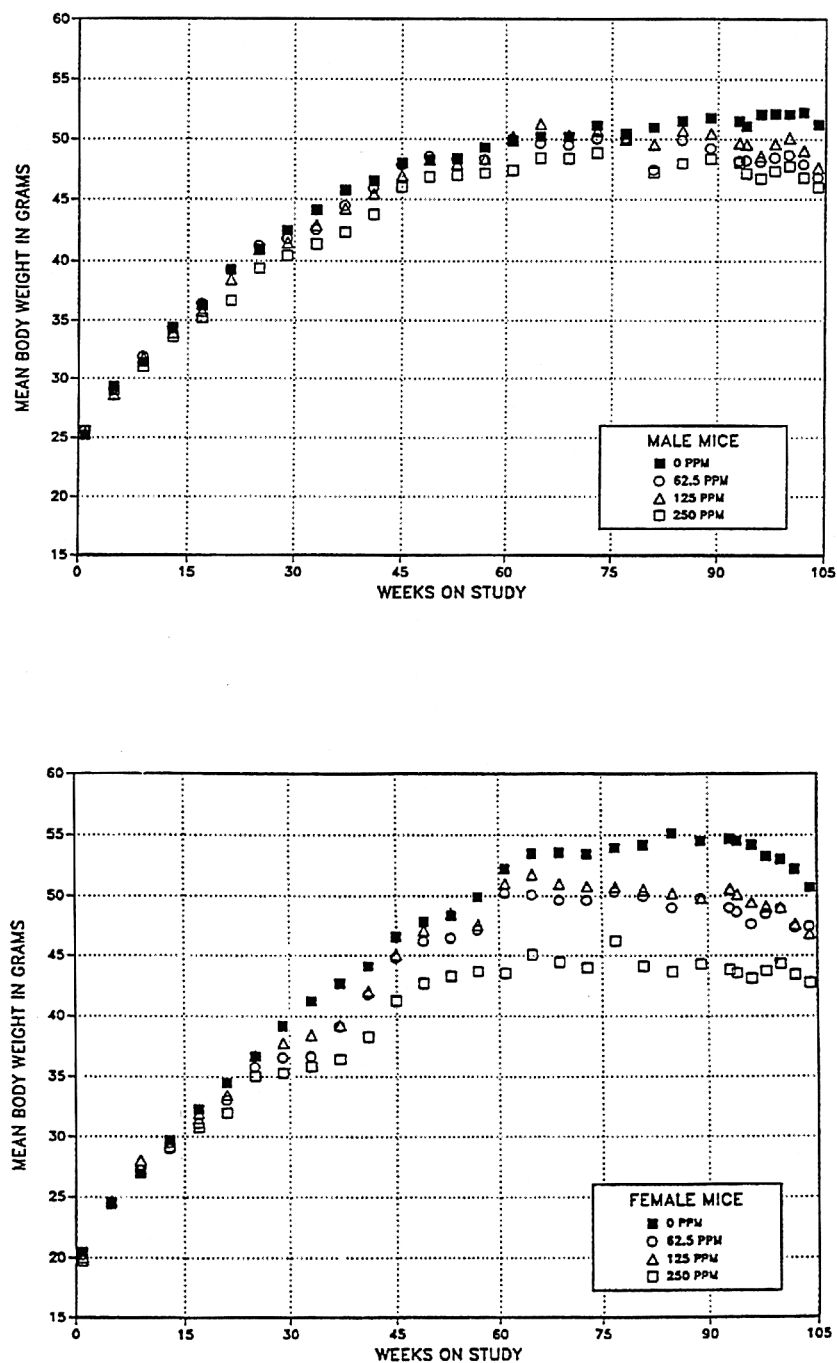 60
55
50
45
40
35
30
25
20
15
MEAN BODY WEIGHT IN GRAMS
MALE MICE
0 PPM
62.5 PPM
125 PPM
250 PPM
0 15 30 45 60 75 90 105
WEEKS ON STUDY
60
55
50
45
40
35
30
25
20
15
MEAN BODY WEIGHT IN GRAMS
FEMALE MICE
0 PPM
62.5 PPM
125 PPM
250 PPM
0 15 30 45 60 75 90 105
WEEKS ON STUDY